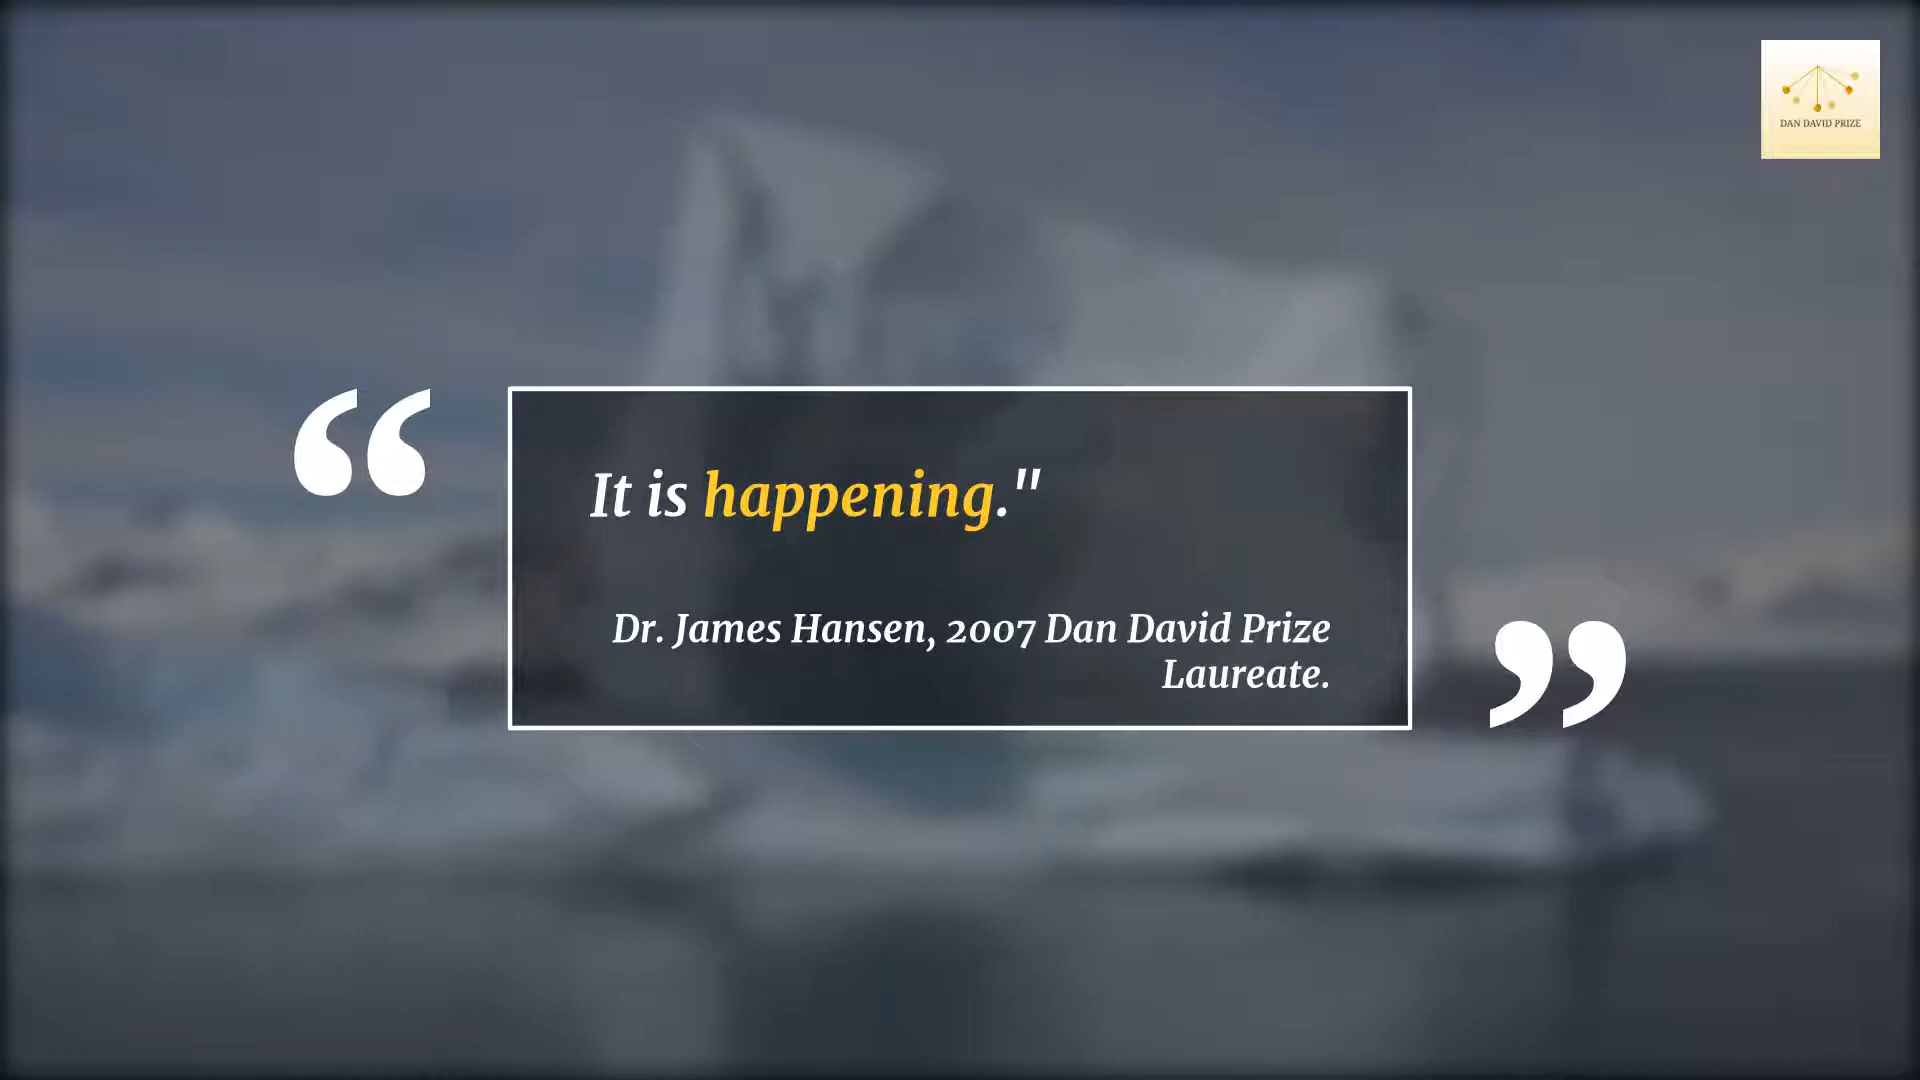 DAN DAVID PRIZE
“
It is happening."
Dr. James Hansen, 2007 Dan David Prize
Laureate.
”